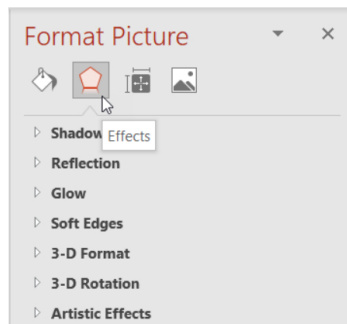 Format Picture
Effects
Shadow
Reflection
Glow
Soft Edges
3-D Format
3-D Rotation
Artistic Effects